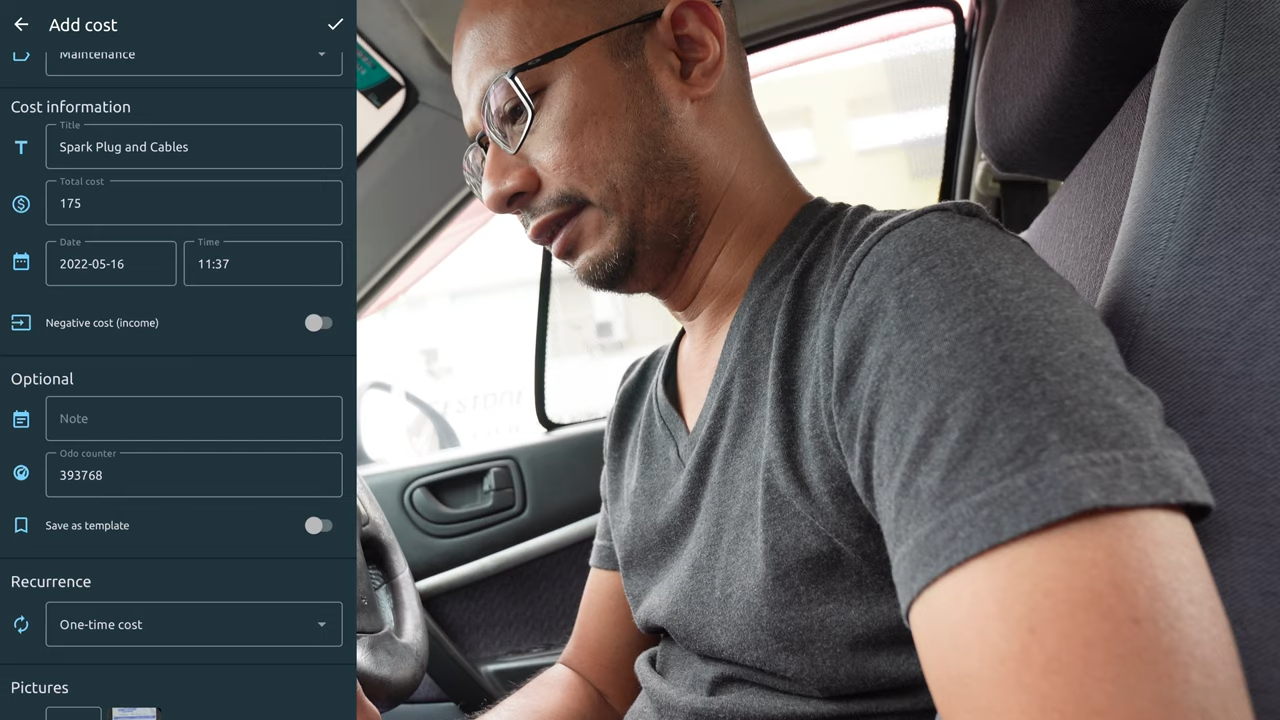 Add cost
Maintenance
Cost information
Title
Spark Plug and Cables
Total cost
175
Date
2022-05-16
Time
11:37
Negative cost (income)
Optional
Note
Odo counter
393768
Save as template
Recurrence
One-time cost
Pictures